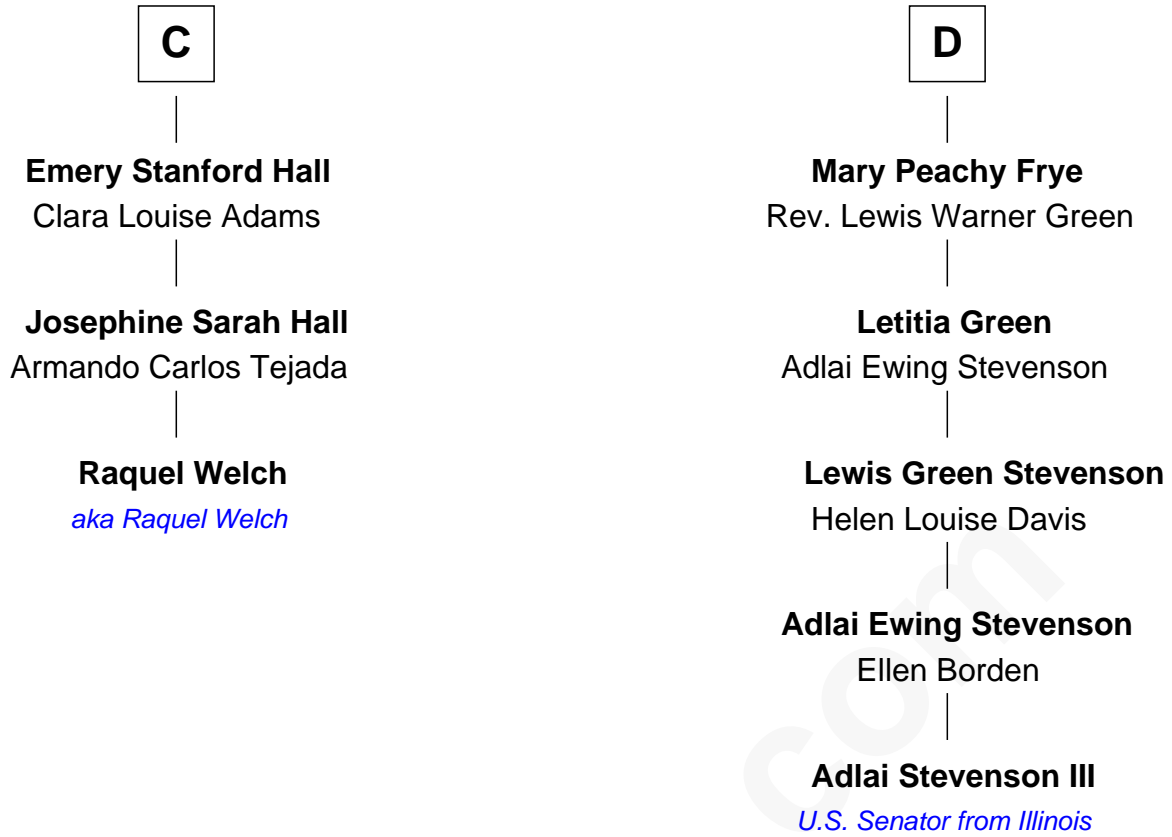 C
Emery Stanford Hall
Clara Louise Adams
Josephine Sarah Hall
Armando Carlos Tejada
Raquel Welch
aka Raquel Welch
D
Mary Peachy Frye
Rev. Lewis Warner Green
Letitia Green
Adlai Ewing Stevenson
Lewis Green Stevenson
Helen Louise Davis
Adlai Ewing Stevenson
Ellen Borden
Adlai Stevenson III
U.S. Senator from Illinois
com